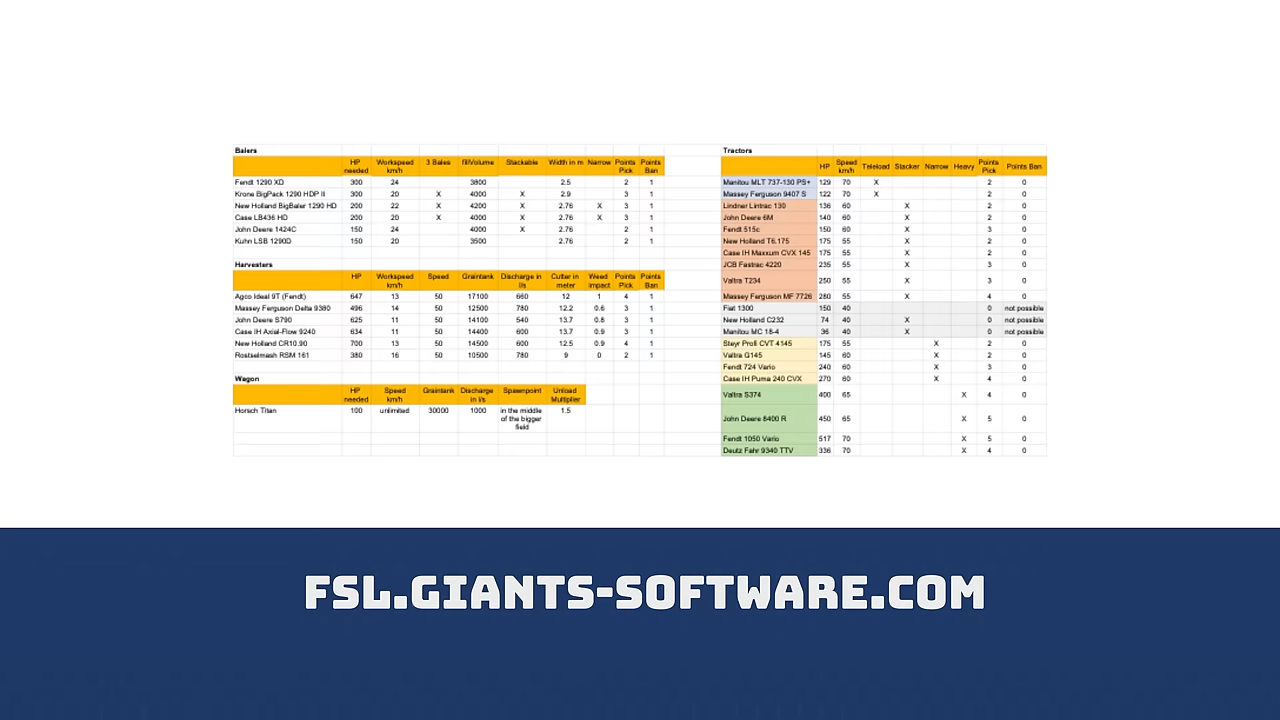 Balers
HP needed Workspeed km/h 3 Bales fillVolume Stackable Width in m Narrow Points Pick Points Ban
Fendt 1290 XD 300 24 3800 2.5 2 1
Krone BigPack 1290 HDP II 300 20 X 4000 X 2.9 3 1
New Holland BigBaler 1290 HD 200 22 X 4200 X 2.76 X 3 1
Case LB436 HD 200 20 X 4000 X 2.76 X 3 1
John Deere 1424C 150 24 4000 X 2.76 2 1
Kuhn LSB 1290D 150 20 3500 2.76 2 1
Harvesters
HP Workspeed km/h Speed Graintank Discharge in l/s Cutter in meter Weed impact Points Pick Points Ban
Agco Ideal 9T (Fendt) 647 13 50 17100 660 12 1 4 1
Massey Ferguson Delta 9380 496 14 50 12500 780 12.2 0.6 3 1
John Deere S790 625 11 50 14100 540 13.7 0.8 3 1
Case IH Axial-Flow 9240 634 11 50 14400 600 13.7 0.9 3 1
New Holland CR10.90 700 13 50 14500 600 12.5 0.9 4 1
Rostselmash RSM 161 380 16 50 10500 780 9 0 2 1
Wagon
HP needed Speed km/h Graintank Discharge in l/s Spawnpoint Unload Multiplier
Horsch Titan 100 unlimited 30000 1000 in the middle of the bigger field 1.5
Tractors
HP Speed km/h Teleload Stacker Narrow Heavy Points Pick Points Ban
Manitou MLT 737-130 PS+ 129 70 X 2 0
Massey Ferguson 9407 S 122 70 X 2 0
Lindner Lintrac 130 136 60 X 2 0
John Deere 6M 140 60 X 2 0
Fendt 515c 150 60 X 3 0
New Holland T6.175 175 55 X 2 0
Case IH Maxxum CVX 145 175 55 X 2 0
JCB Fastrac 4220 235 55 X 3 0
Valtra T234 250 55 X 3 0
Massey Ferguson MF 7726 280 55 X 4 0
Fiat 1300 150 40 0 not possible
New Holland C232 74 40 X 0 not possible
Manitou MC 18-4 36 40 X 0 not possible
Steyr Profi CVT 4145 175 55 X 2 0
Valtra G145 145 60 X 2 0
Fendt 724 Vario 240 60 X 3 0
Case IH Puma 240 CVX 270 60 X 4 0
Valtra S374 400 65 X 4 0
John Deere 8400 R 450 65 X 5 0
Fendt 1050 Vario 517 70 X 5 0
Deutz Fahr 9340 TTV 336 70 X 4 0
FSL.GIANTS-SOFTWARE.COM